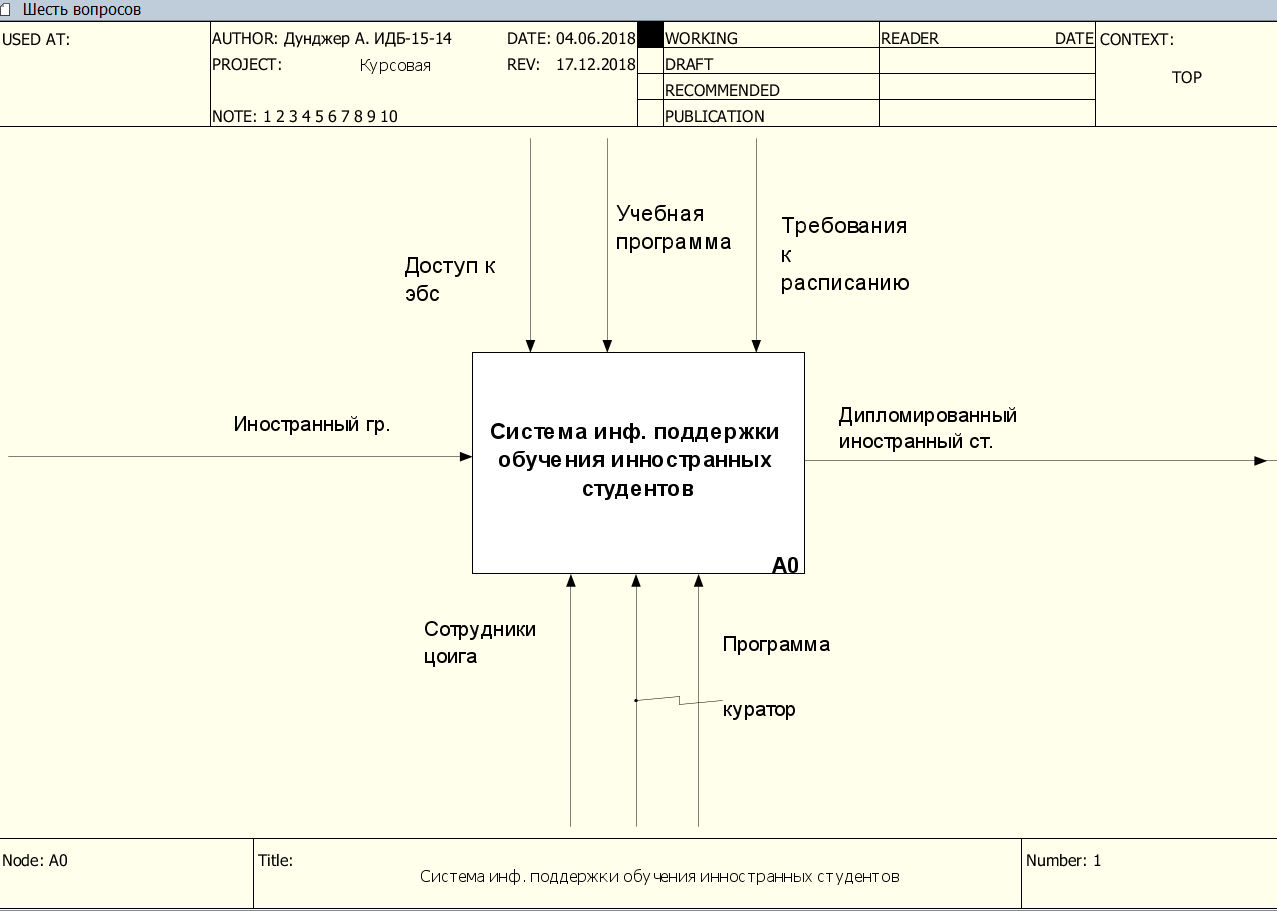 Шесть вопросов
USED AT:
AUTHOR: Дунджер А. ИДБ-15-14
DATE: 04.06.2018
PROJECT: Курсовая
REV: 17.12.2018
NOTE: 1 2 3 4 5 6 7 8 9 10
WORKING
DRAFT
RECOMMENDED
PUBLICATION
READER DATE
CONTEXT:
TOP
Доступ к
эбс
Учебная
программа
Требования
к
расписанию
Иностранный гр.
Система инф. поддержки
обучения инностранных
студентов
A0
Дипломированный
иностранный ст.
Сотрудники
цоига
Программа
куратор
Node: A0
Title:
Система инф. поддержки обучения инностранных студентов
Number: 1